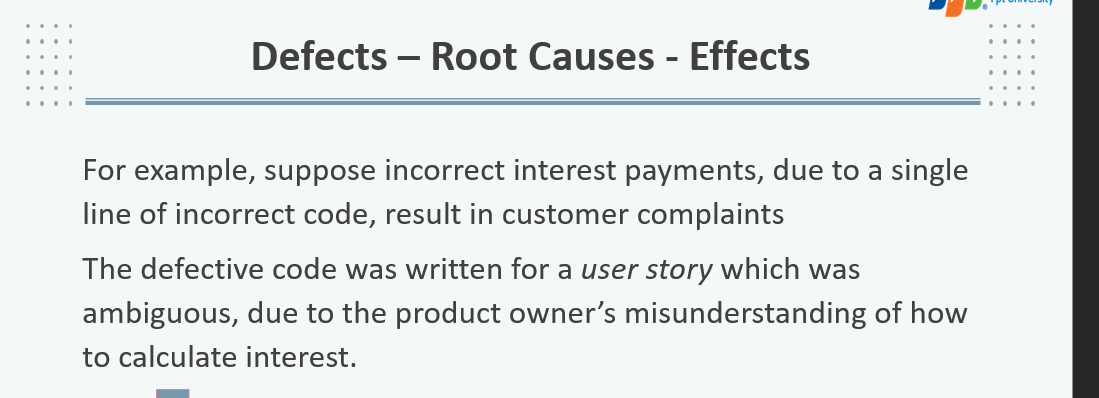 Fpt University
Defects – Root Causes - Effects
For example, suppose incorrect interest payments, due to a single
line of incorrect code, result in customer complaints
The defective code was written for a user story which was
ambiguous, due to the product owner’s misunderstanding of how
to calculate interest.